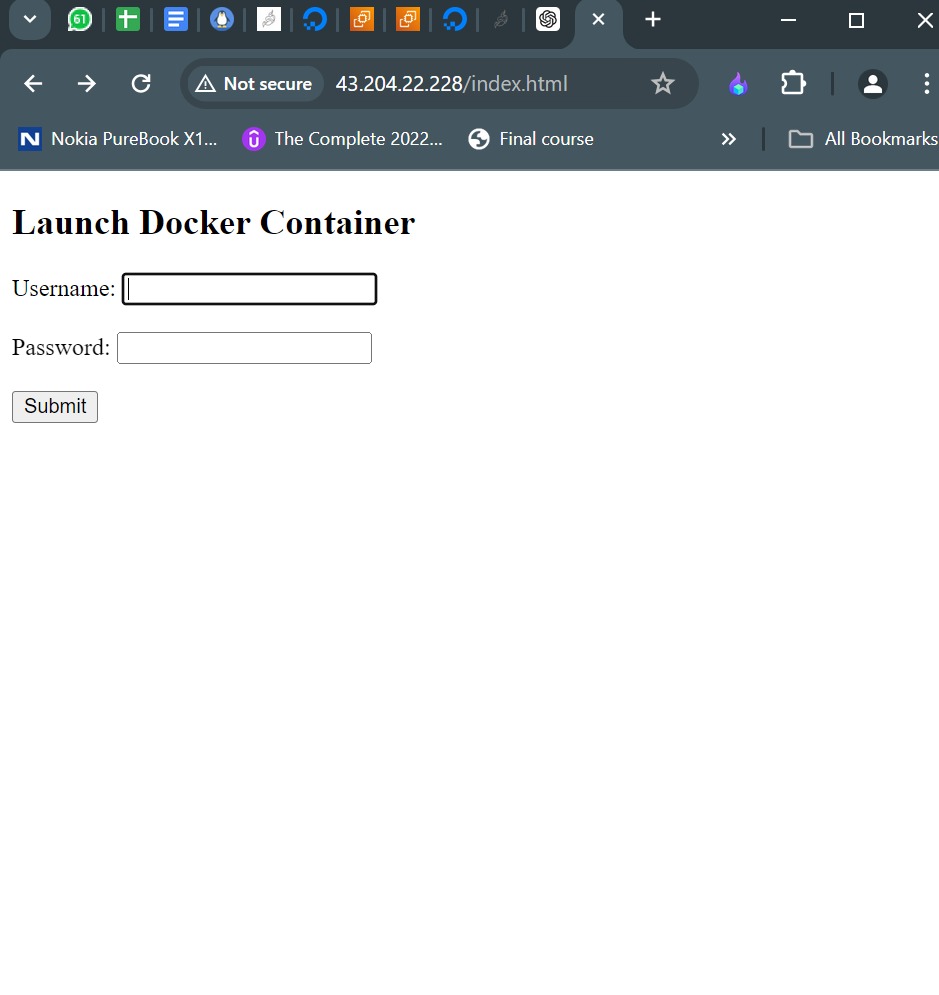 61
Not secure
43.204.22.228/index.html
N
Nokia PureBook X1...
The Complete 2022...
Final course
All Bookmarks
Launch Docker Container
Username:
Password:
Submit